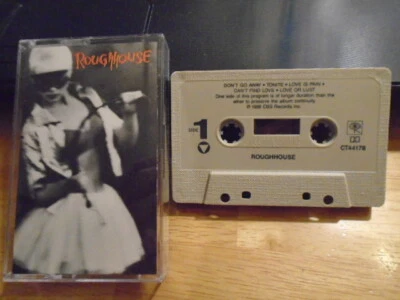 ROUGHHOUSE
DON'T GO AWAY • TONITE • LOVE IS PAIN •
CAN'T FIND LOVE • LOVE OR LUST
One side of this program is of longer duration than the
other to preserve the album continuity.
℗ 1988 CBS Records Inc.
SIDE 1
CT44178
ROUGHHOUSE